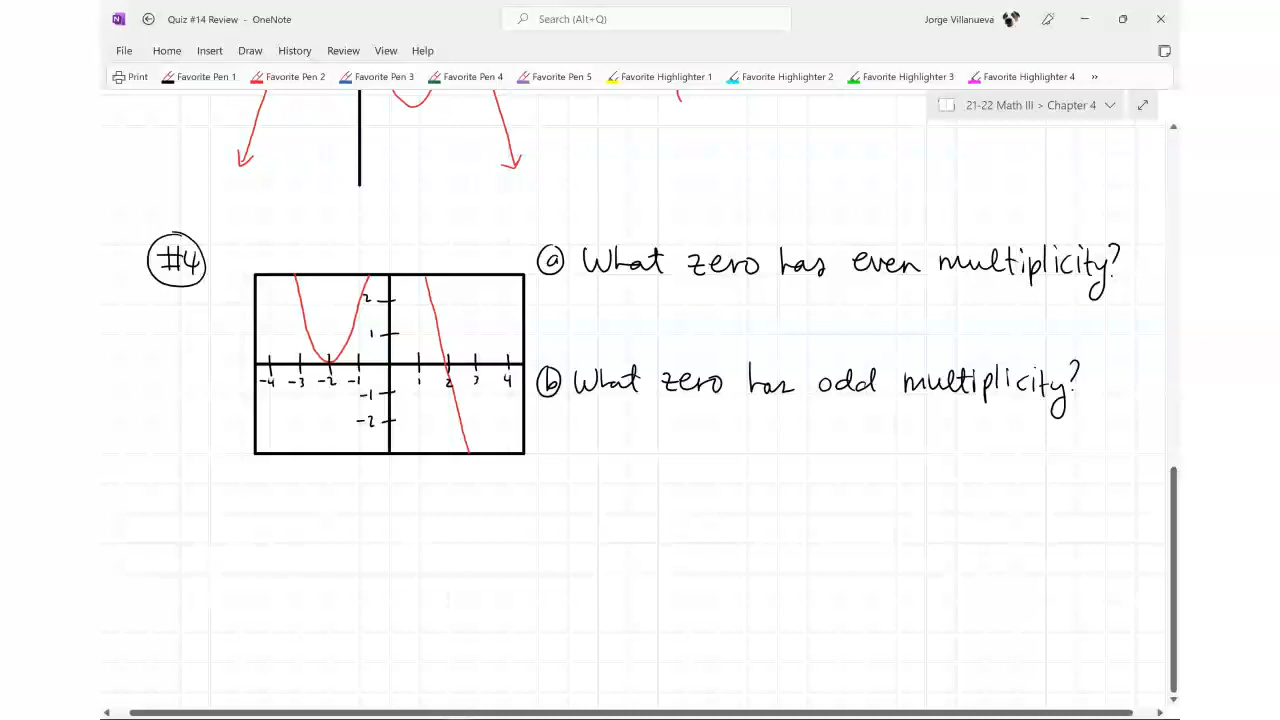 Quiz #14 Review - OneNote
Search (Alt+Q)
Jorge Villanueva
File Home Insert Draw History Review View Help
Print Favorite Pen 1 Favorite Pen 2 Favorite Pen 3 Favorite Pen 4 Favorite Pen 5 Favorite Highlighter 1 Favorite Highlighter 2 Favorite Highlighter 3 Favorite Highlighter 4
21-22 Math III > Chapter 4
#4
a What zero has even multiplicity?
2
1
-4 -3 -2 -1 1 2 3 4
-1
-2
b What zero has odd multiplicity?